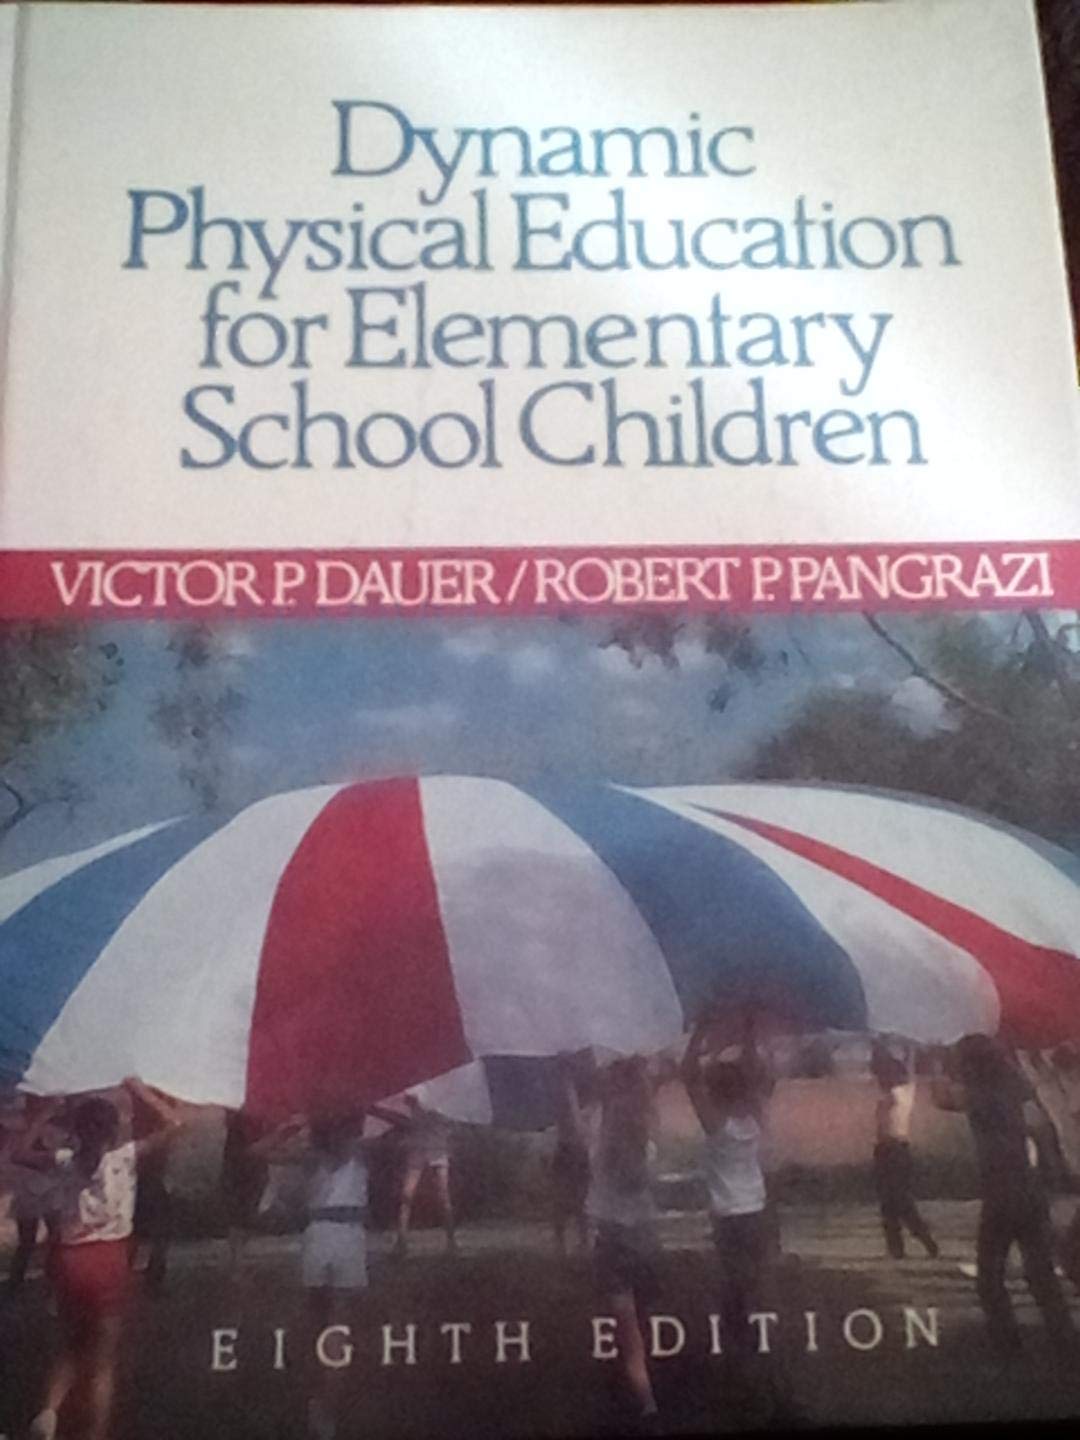 Dynamic
Physical Education
for Elementary
School Children
VICTOR P. DAUER/ROBERT P. PANGRAZI
EIGHTH EDITION